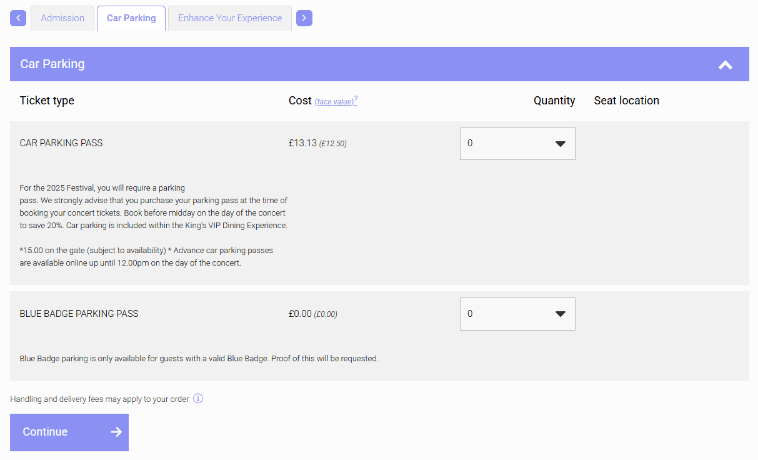 Admission
Car Parking
Enhance Your Experience
Car Parking
Ticket type Cost (face value)? Quantity Seat location
CAR PARKING PASS £13.13 (£12.50) 0
For the 2025 Festival, you will require a parking
pass. We strongly advise that you purchase your parking pass at the time of
booking your concert tickets. Book before midday on the day of the concert
to save 20%. Car parking is included within the King's VIP Dining Experience.
*15.00 on the gate (subject to availability) * Advance car parking passes
are available online up until 12.00pm on the day of the concert.
BLUE BADGE PARKING PASS £0.00 (£0.00) 0
Blue Badge parking is only available for guests with a valid Blue Badge. Proof of this will be requested.
Handling and delivery fees may apply to your order
Continue